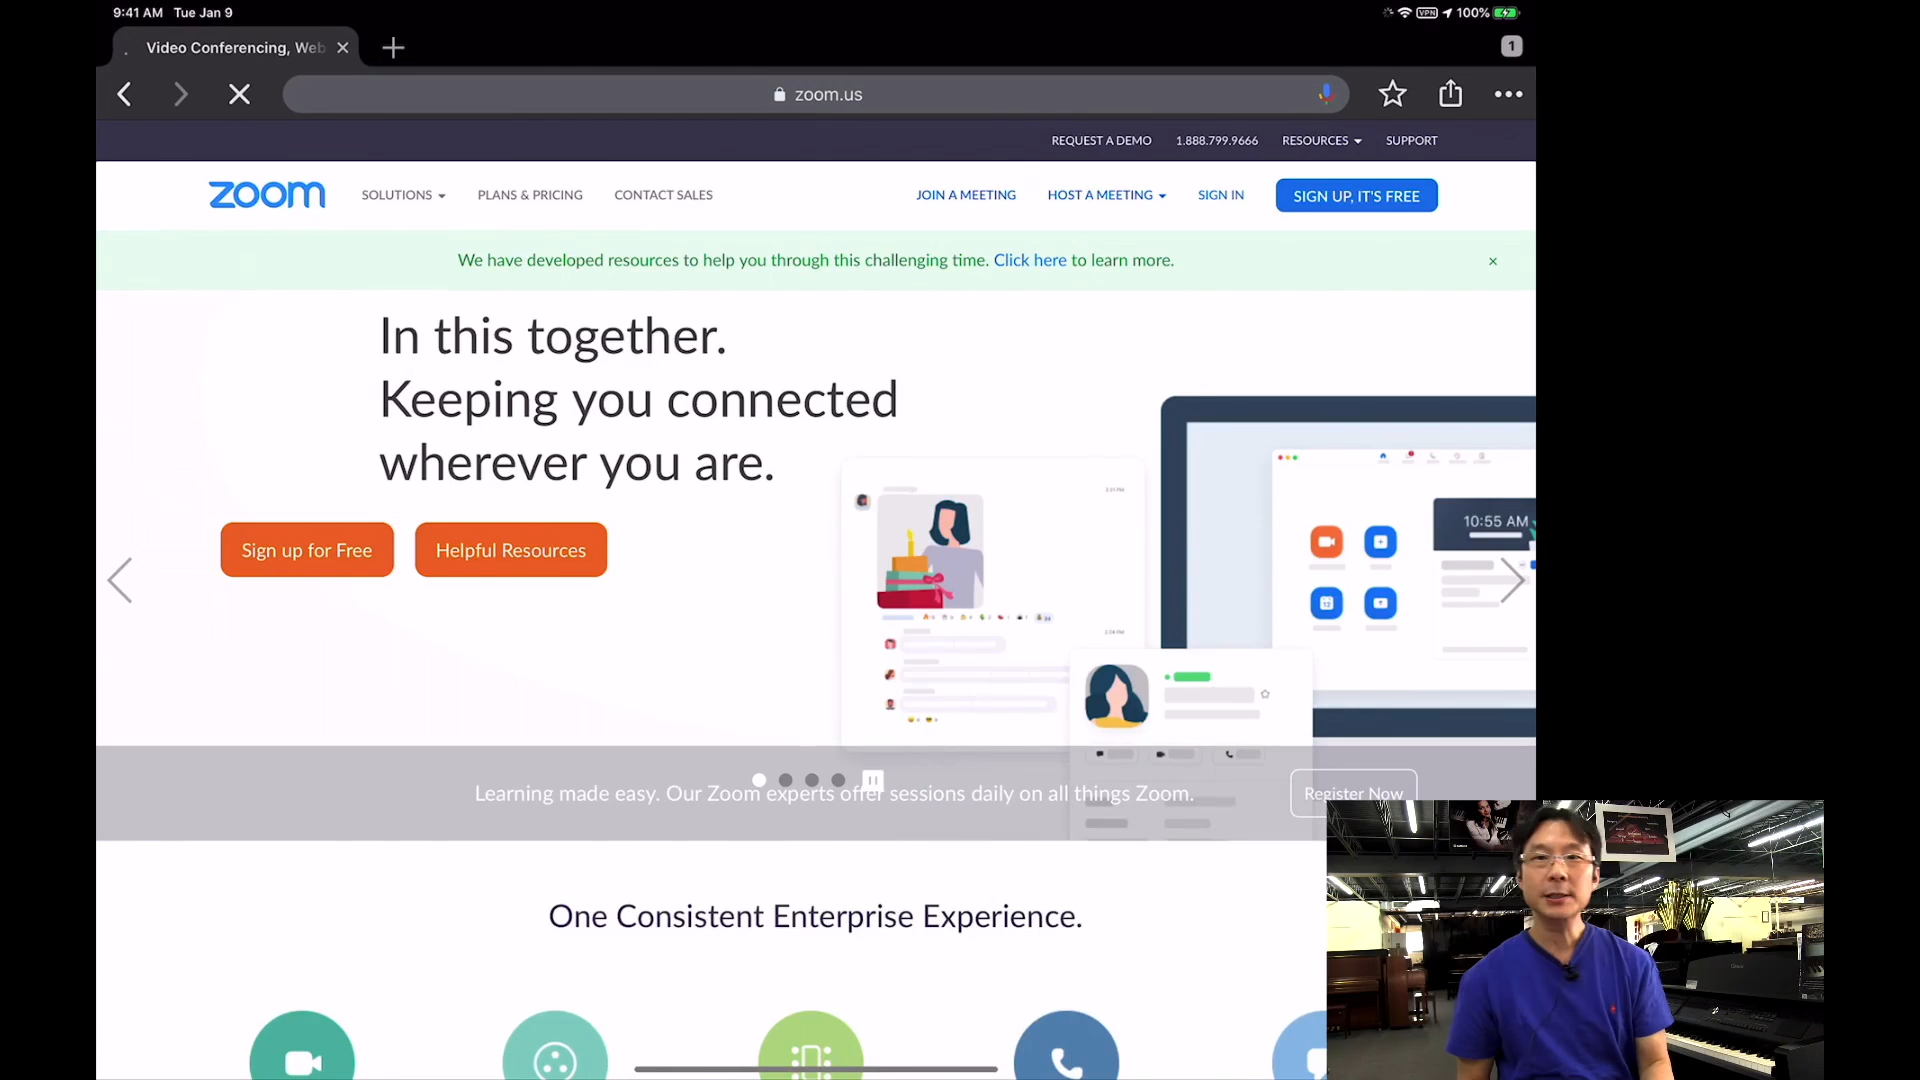 9:41 AM Tue Jan 9
VPN 100%
Video Conferencing, Web
1
zoom.us
REQUEST A DEMO 1.888.799.9666 RESOURCES SUPPORT
zoom SOLUTIONS PLANS & PRICING CONTACT SALES JOIN A MEETING HOST A MEETING SIGN IN SIGN UP, IT'S FREE
We have developed resources to help you through this challenging time. Click here to learn more.
In this together.
Keeping you connected
wherever you are.
Sign up for Free Helpful Resources
10:55 AM
Learning made easy. Our Zoom experts offer sessions daily on all things Zoom. Register Now
One Consistent Enterprise Experience.